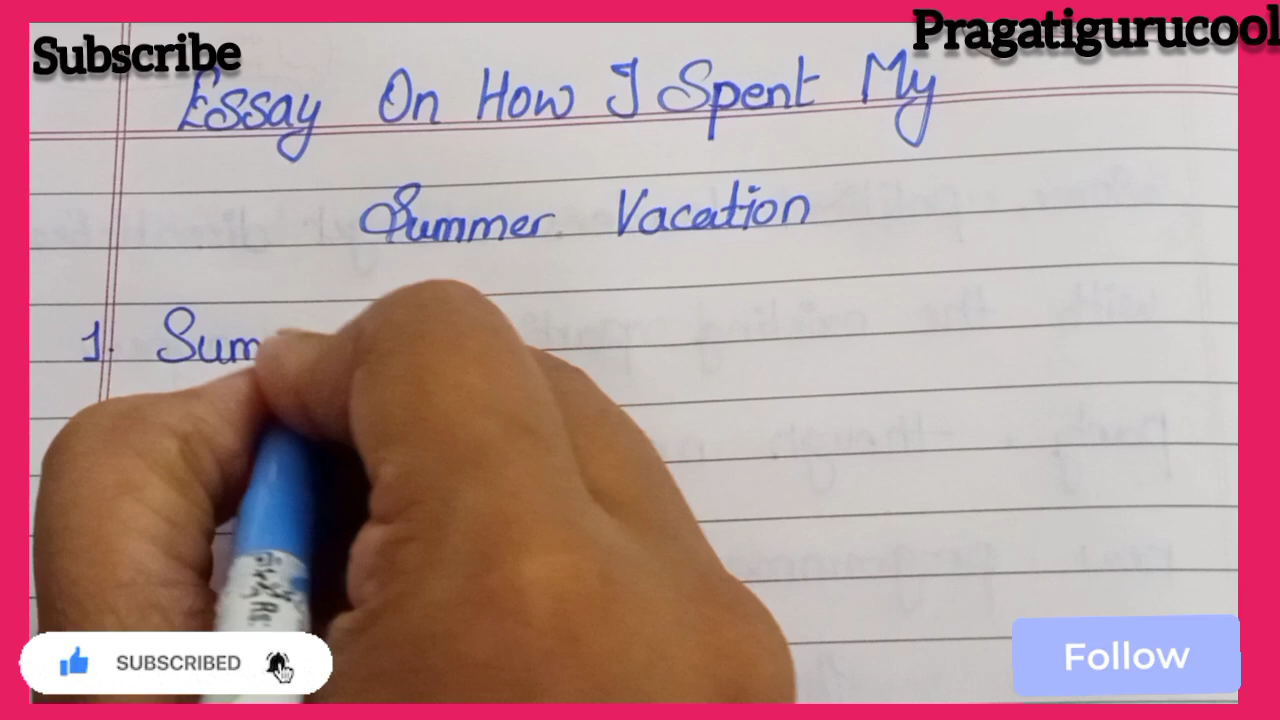 Subscribe
Pragatigurucool
Essay On How I Spent My
Summer Vacation
1. Sum
SUBSCRIBED
Follow